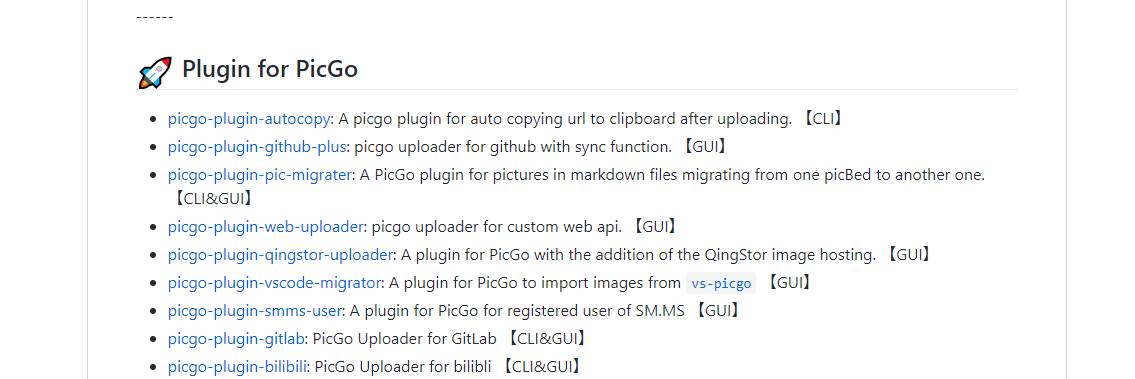 ------
Plugin for PicGo
picgo-plugin-autocopy: A picgo plugin for auto copying url to clipboard after uploading. 【CLI】
picgo-plugin-github-plus: picgo uploader for github with sync function. 【GUI】
picgo-plugin-pic-migrater: A PicGo plugin for pictures in markdown files migrating from one picBed to another one.
【CLI&GUI】
picgo-plugin-web-uploader: picgo uploader for custom web api. 【GUI】
picgo-plugin-qingstor-uploader: A plugin for PicGo with the addition of the QingStor image hosting. 【GUI】
picgo-plugin-vscode-migrator: A plugin for PicGo to import images from vs-picgo 【GUI】
picgo-plugin-smms-user: A plugin for PicGo for registered user of SM.MS 【GUI】
picgo-plugin-gitlab: PicGo Uploader for GitLab 【CLI&GUI】
picgo-plugin-bilibili: PicGo Uploader for bilibli 【CLI&GUI】